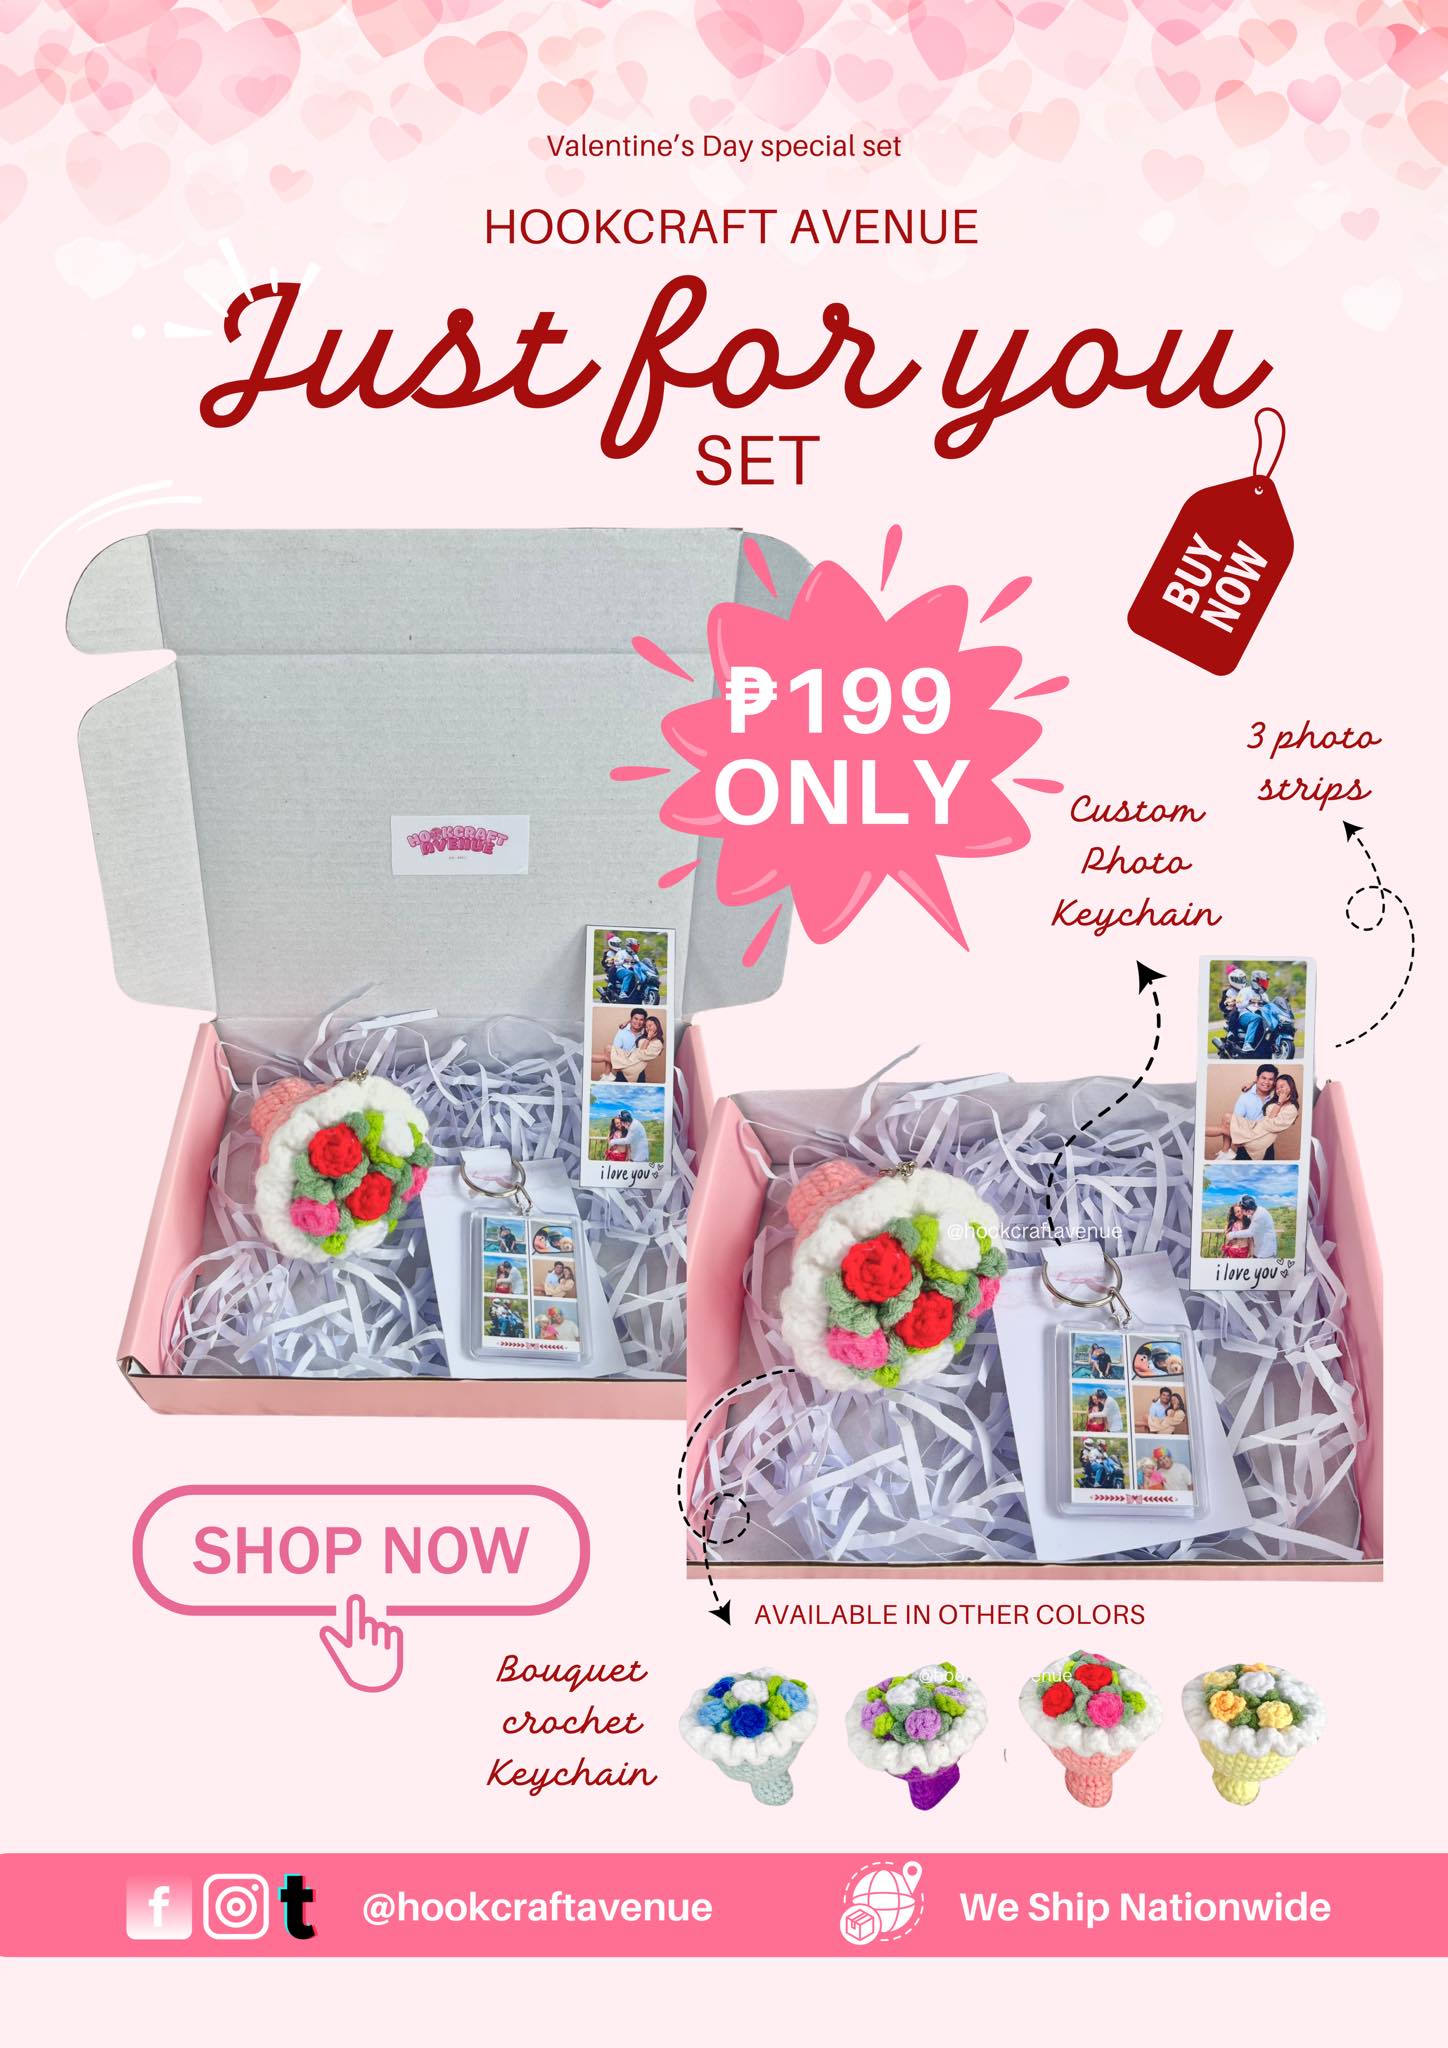 Valentine's Day special set
HOOKCRAFT AVENUE
Just for you
SET
BUY
NOW
₱199
ONLY
3 photo
strips
Custom
Photo
Keychain
HOOKCRAFT
AVENUE
i love you
@hookcraftavenue
i love you
SHOP NOW
AVAILABLE IN OTHER COLORS
Bouquet
crochet
Keychain
f
t
@hookcraftavenue
We Ship Nationwide